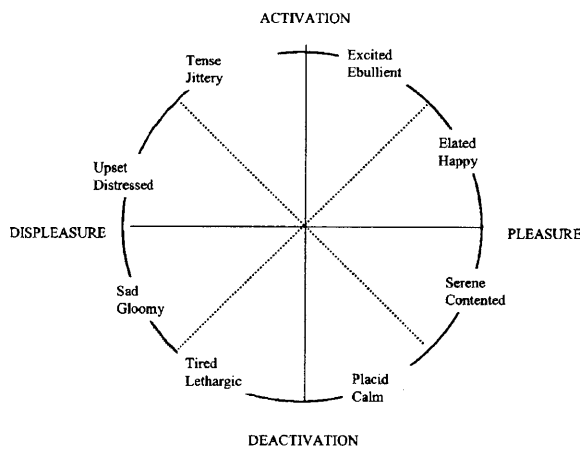 ACTIVATION
Tense
Jittery
Excited
Ebullient
Upset
Distressed
Elated
Happy
DISPLEASURE
PLEASURE
Sad
Gloomy
Serene
Contented
Tired
Lethargic
Placid
Calm
DEACTIVATION